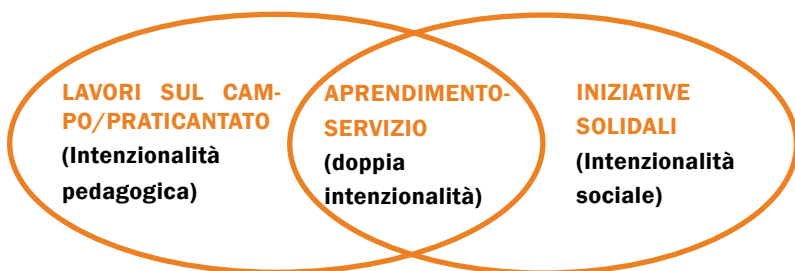 LAVORI SUL CAM-
PO/PRATICANTATO
(Intenzionalità
pedagogica)
APRENDIMENTO-
SERVIZIO
(doppia
intenzionalità)
INIZIATIVE
SOLIDALI
(Intenzionalità
sociale)